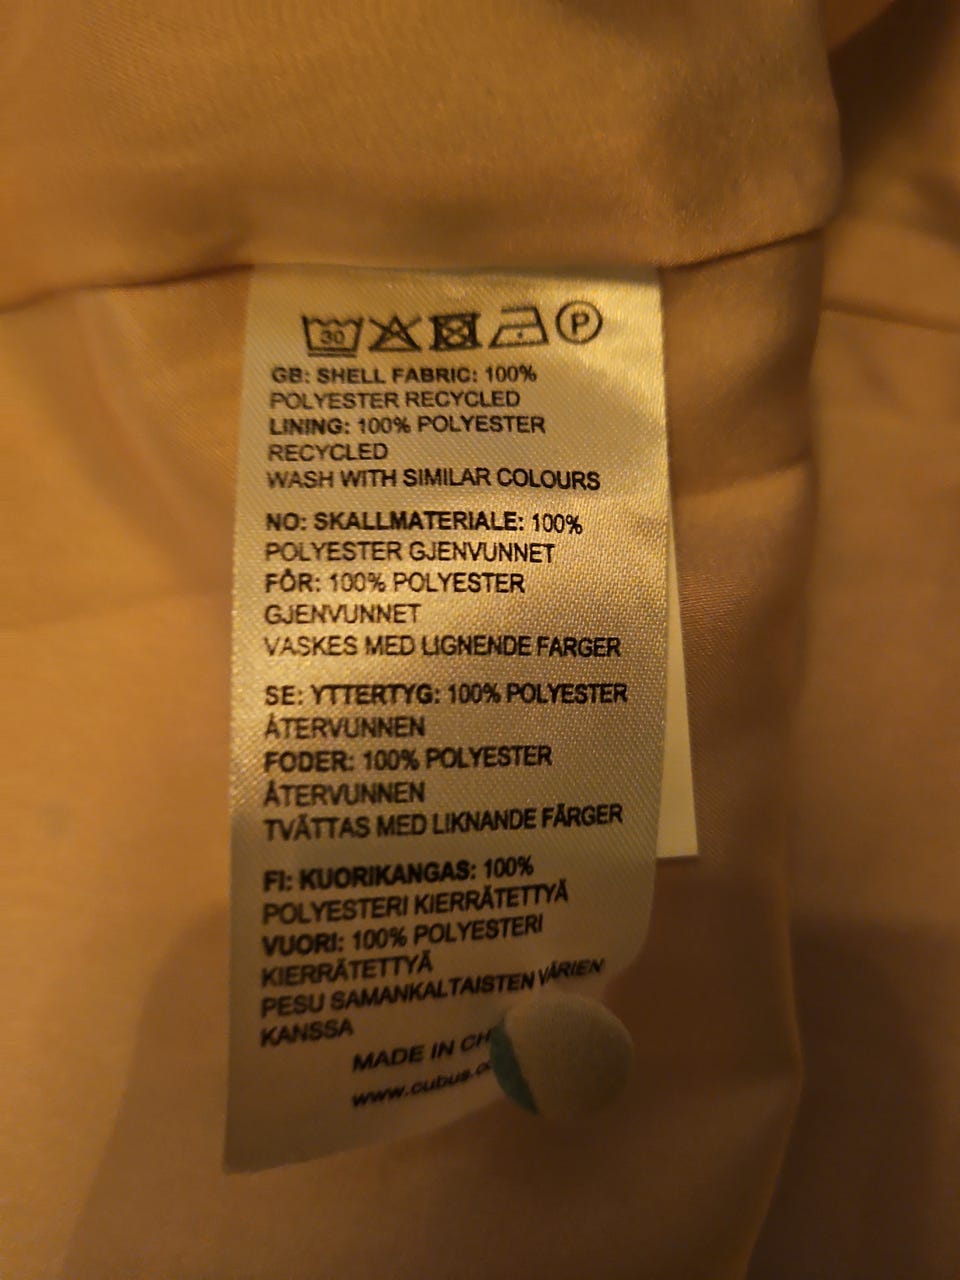 30 P
GB: SHELL FABRIC: 100%
POLYESTER RECYCLED
LINING: 100% POLYESTER
RECYCLED
WASH WITH SIMILAR COLOURS
NO: SKALLMATERIALE: 100%
POLYESTER GJENVUNNET
FÔR: 100% POLYESTER
GJENVUNNET
VASKES MED LIGNENDE FARGER
SE: YTTERTYG: 100% POLYESTER
ÅTERVUNNEN
FODER: 100% POLYESTER
ÅTERVUNNEN
TVÄTTAS MED LIKNANDE FÄRGER
FI: KUORIKANGAS: 100%
POLYESTERI KIERRÄTETTYÄ
VUORI: 100% POLYESTERI
KIERRÄTETTYÄ
PESU SAMANKALTAISTEN VÄRIEN
KANSSA
MADE IN
www.cubus.